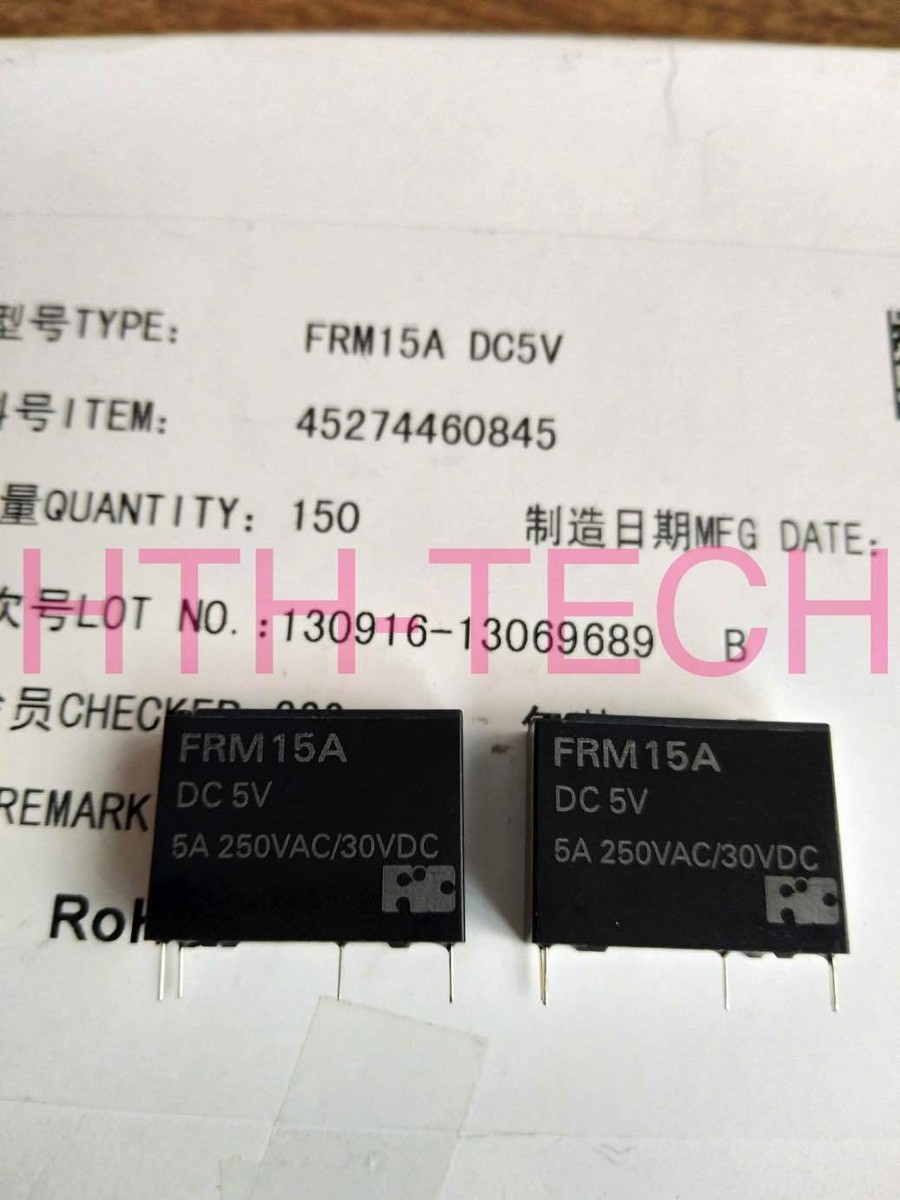 型号TYPE: FRM15A DC5V
号ITEM: 45274460845
量QUANTITY: 150 制造日期MFG DATE:
HTH-TECH
次号LOT NO.:130916-13069689 B
员CHECKER
REMARK
RoH
FRM15A
DC 5V
5A 250VAC/30VDC
FRM15A
DC 5V
5A 250VAC/30VDC